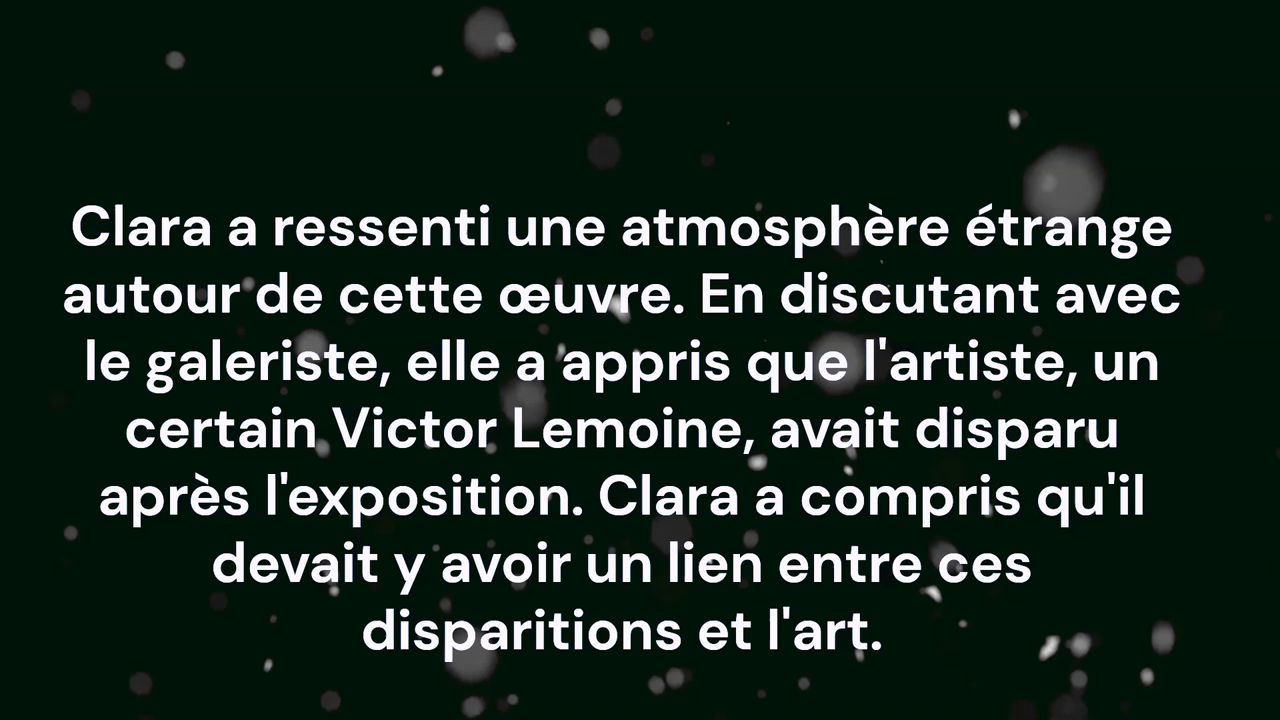 Clara a ressenti une atmosphère étrange
autour de cette œuvre. En discutant avec
le galeriste, elle a appris que l'artiste, un
certain Victor Lemoine, avait disparu
après l'exposition. Clara a compris qu'il
devait y avoir un lien entre ces
disparitions et l'art.